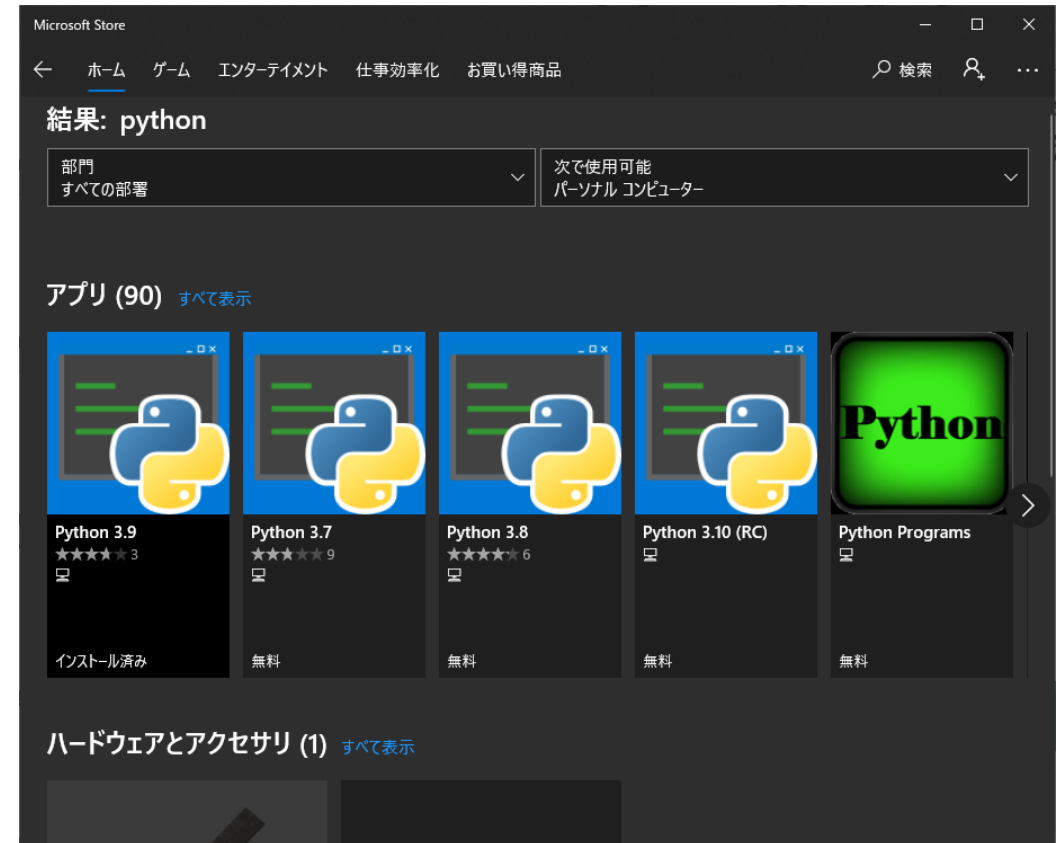 Microsoft Store
ホーム ゲーム エンターテイメント 仕事効率化 お買い得商品 検索
結果: python
部門
すべての部署
次で使用可能
パーソナル コンピューター
アプリ (90) すべて表示
Python
Python 3.9
3
インストール済み
Python 3.7
9
無料
Python 3.8
6
無料
Python 3.10 (RC)
無料
Python Programs
無料
ハードウェアとアクセサリ (1) すべて表示